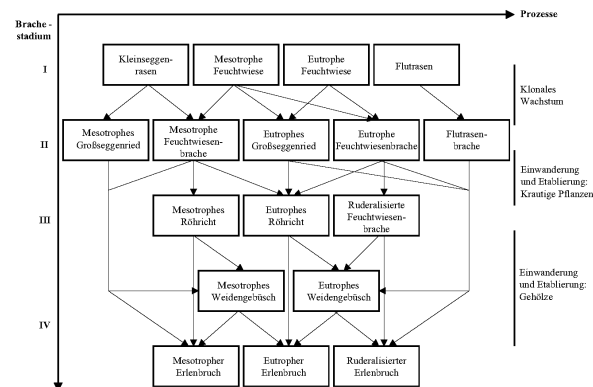 Prozesse
Brache -
stadium
I
Kleinseggen-
rasen
Mesotrophe
Feuchtwiese
Eutrophe
Feuchtwiese
Flutrasen
Klonales
Wachstum
II
Mesotrophes
Großseggenried
Mesotrophe
Feuchtwiesen-
brache
Eutrophes
Großseggenried
Eutrophe
Feuchtwiesenbrache
Flutrasen-
brache
Einwanderung
und Etablierung:
Krautige Pflanzen
III
Mesotrophes
Röhricht
Eutrophes
Röhricht
Ruderalisierte
Feuchtwiesen-
brache
Einwanderung
und Etablierung:
Gehölze
Mesotrophes
Weidengebüsch
Eutrophes
Weidengebüsch
IV
Mesotropher
Erlenbruch
Eutropher
Erlenbruch
Ruderalisierter
Erlenbruch